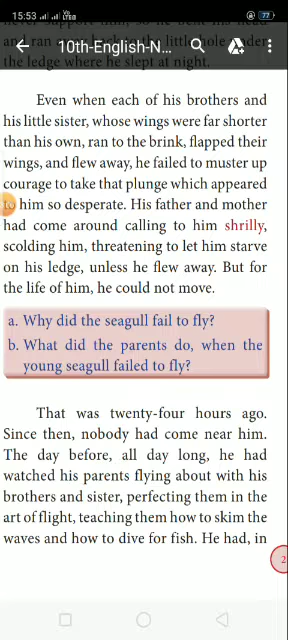 15:53
77
10th-English-N...
and ran
the ledge where he slept at night.
Even when each of his brothers and
his little sister, whose wings were far shorter
than his own, ran to the brink, flapped their
wings, and flew away, he failed to muster up
courage to take that plunge which appeared
to him so desperate. His father and mother
had come around calling to him shrilly,
scolding him, threatening to let him starve
on his ledge, unless he flew away. But for
the life of him, he could not move.
a. Why did the seagull fail to fly?
b. What did the parents do, when the
young seagull failed to fly?
That was twenty-four hours ago.
Since then, nobody had come near him.
The day before, all day long, he had
watched his parents flying about with his
brothers and sister, perfecting them in the
art of flight, teaching them how to skim the
waves and how to dive for fish. He had, in
2